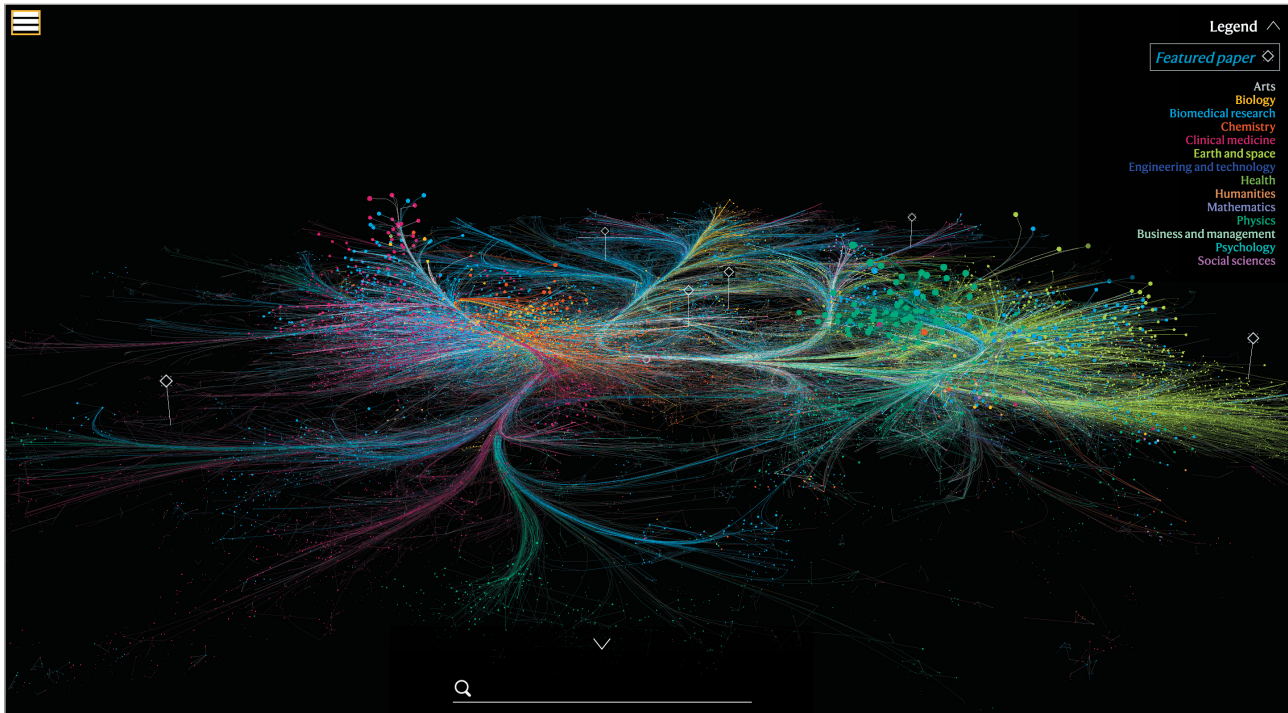 Legend
Featured paper
Arts
Biology
Biomedical research
Chemistry
Clinical medicine
Earth and space
Engineering and technology
Health
Humanities
Mathematics
Physics
Business and management
Psychology
Social sciences